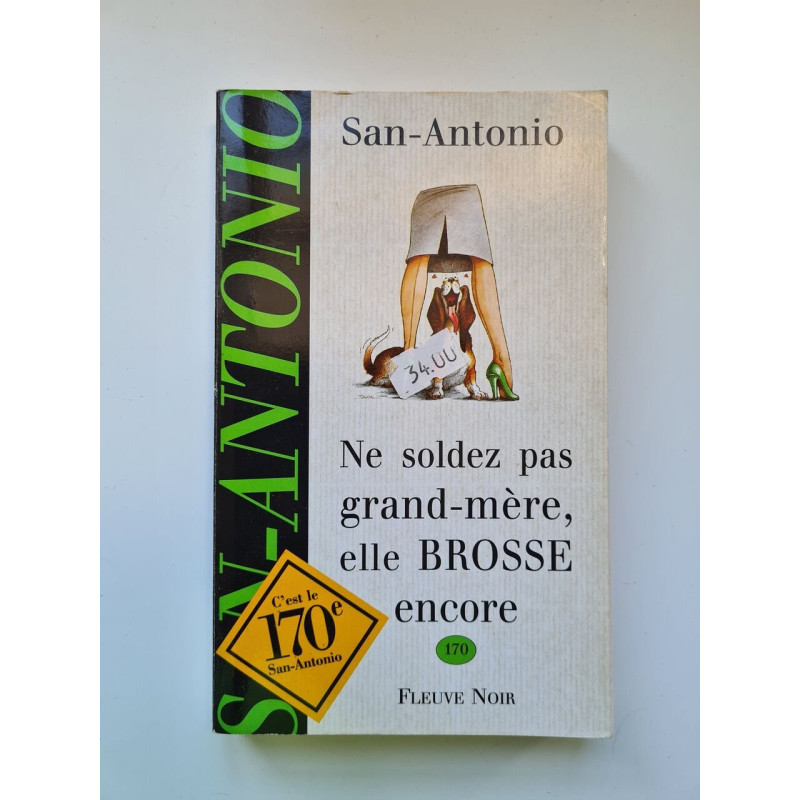 SAN-ANTONIO
San-Antonio
34.00
Ne soldez pas
grand-mère,
elle BROSSE
encore
170
FLEUVE NOIR
C'est le
170e
San-Antonio